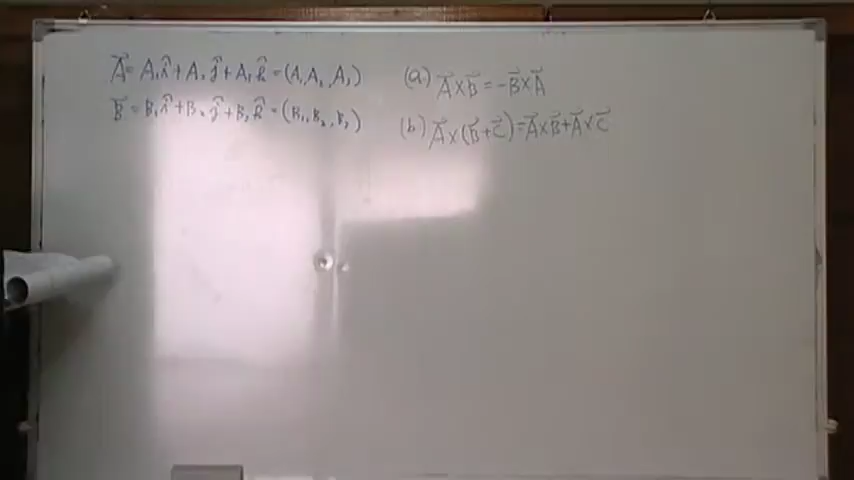 A⃗ = A₁î + A₂ĵ + A₃k̂ = (A₁, A₂, A₃)
B⃗ = B₁î + B₂ĵ + B₃k̂ = (B₁, B₂, B₃)
(a) A⃗ × B⃗ = -B⃗ × A⃗
(b) A⃗ × (B⃗ + C⃗) = A⃗ × B⃗ + A⃗ × C⃗